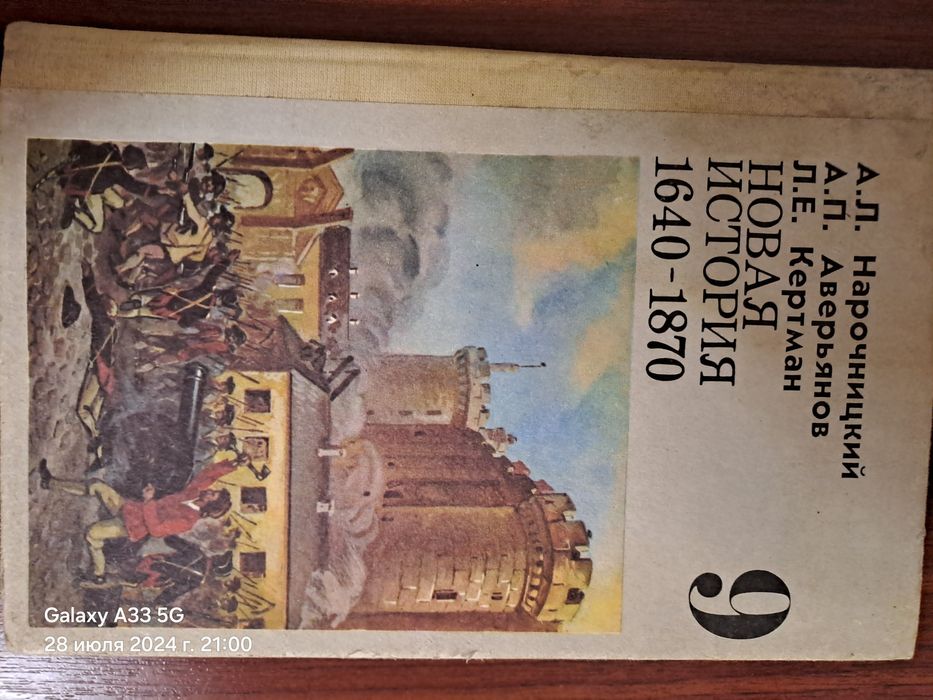 А.Л. Нарочницкий
А.П. Аверьянов
Л.Е. Кертман
НОВАЯ
ИСТОРИЯ
1640-1870
9
Galaxy A33 5G
28 июля 2024 г. 21:00